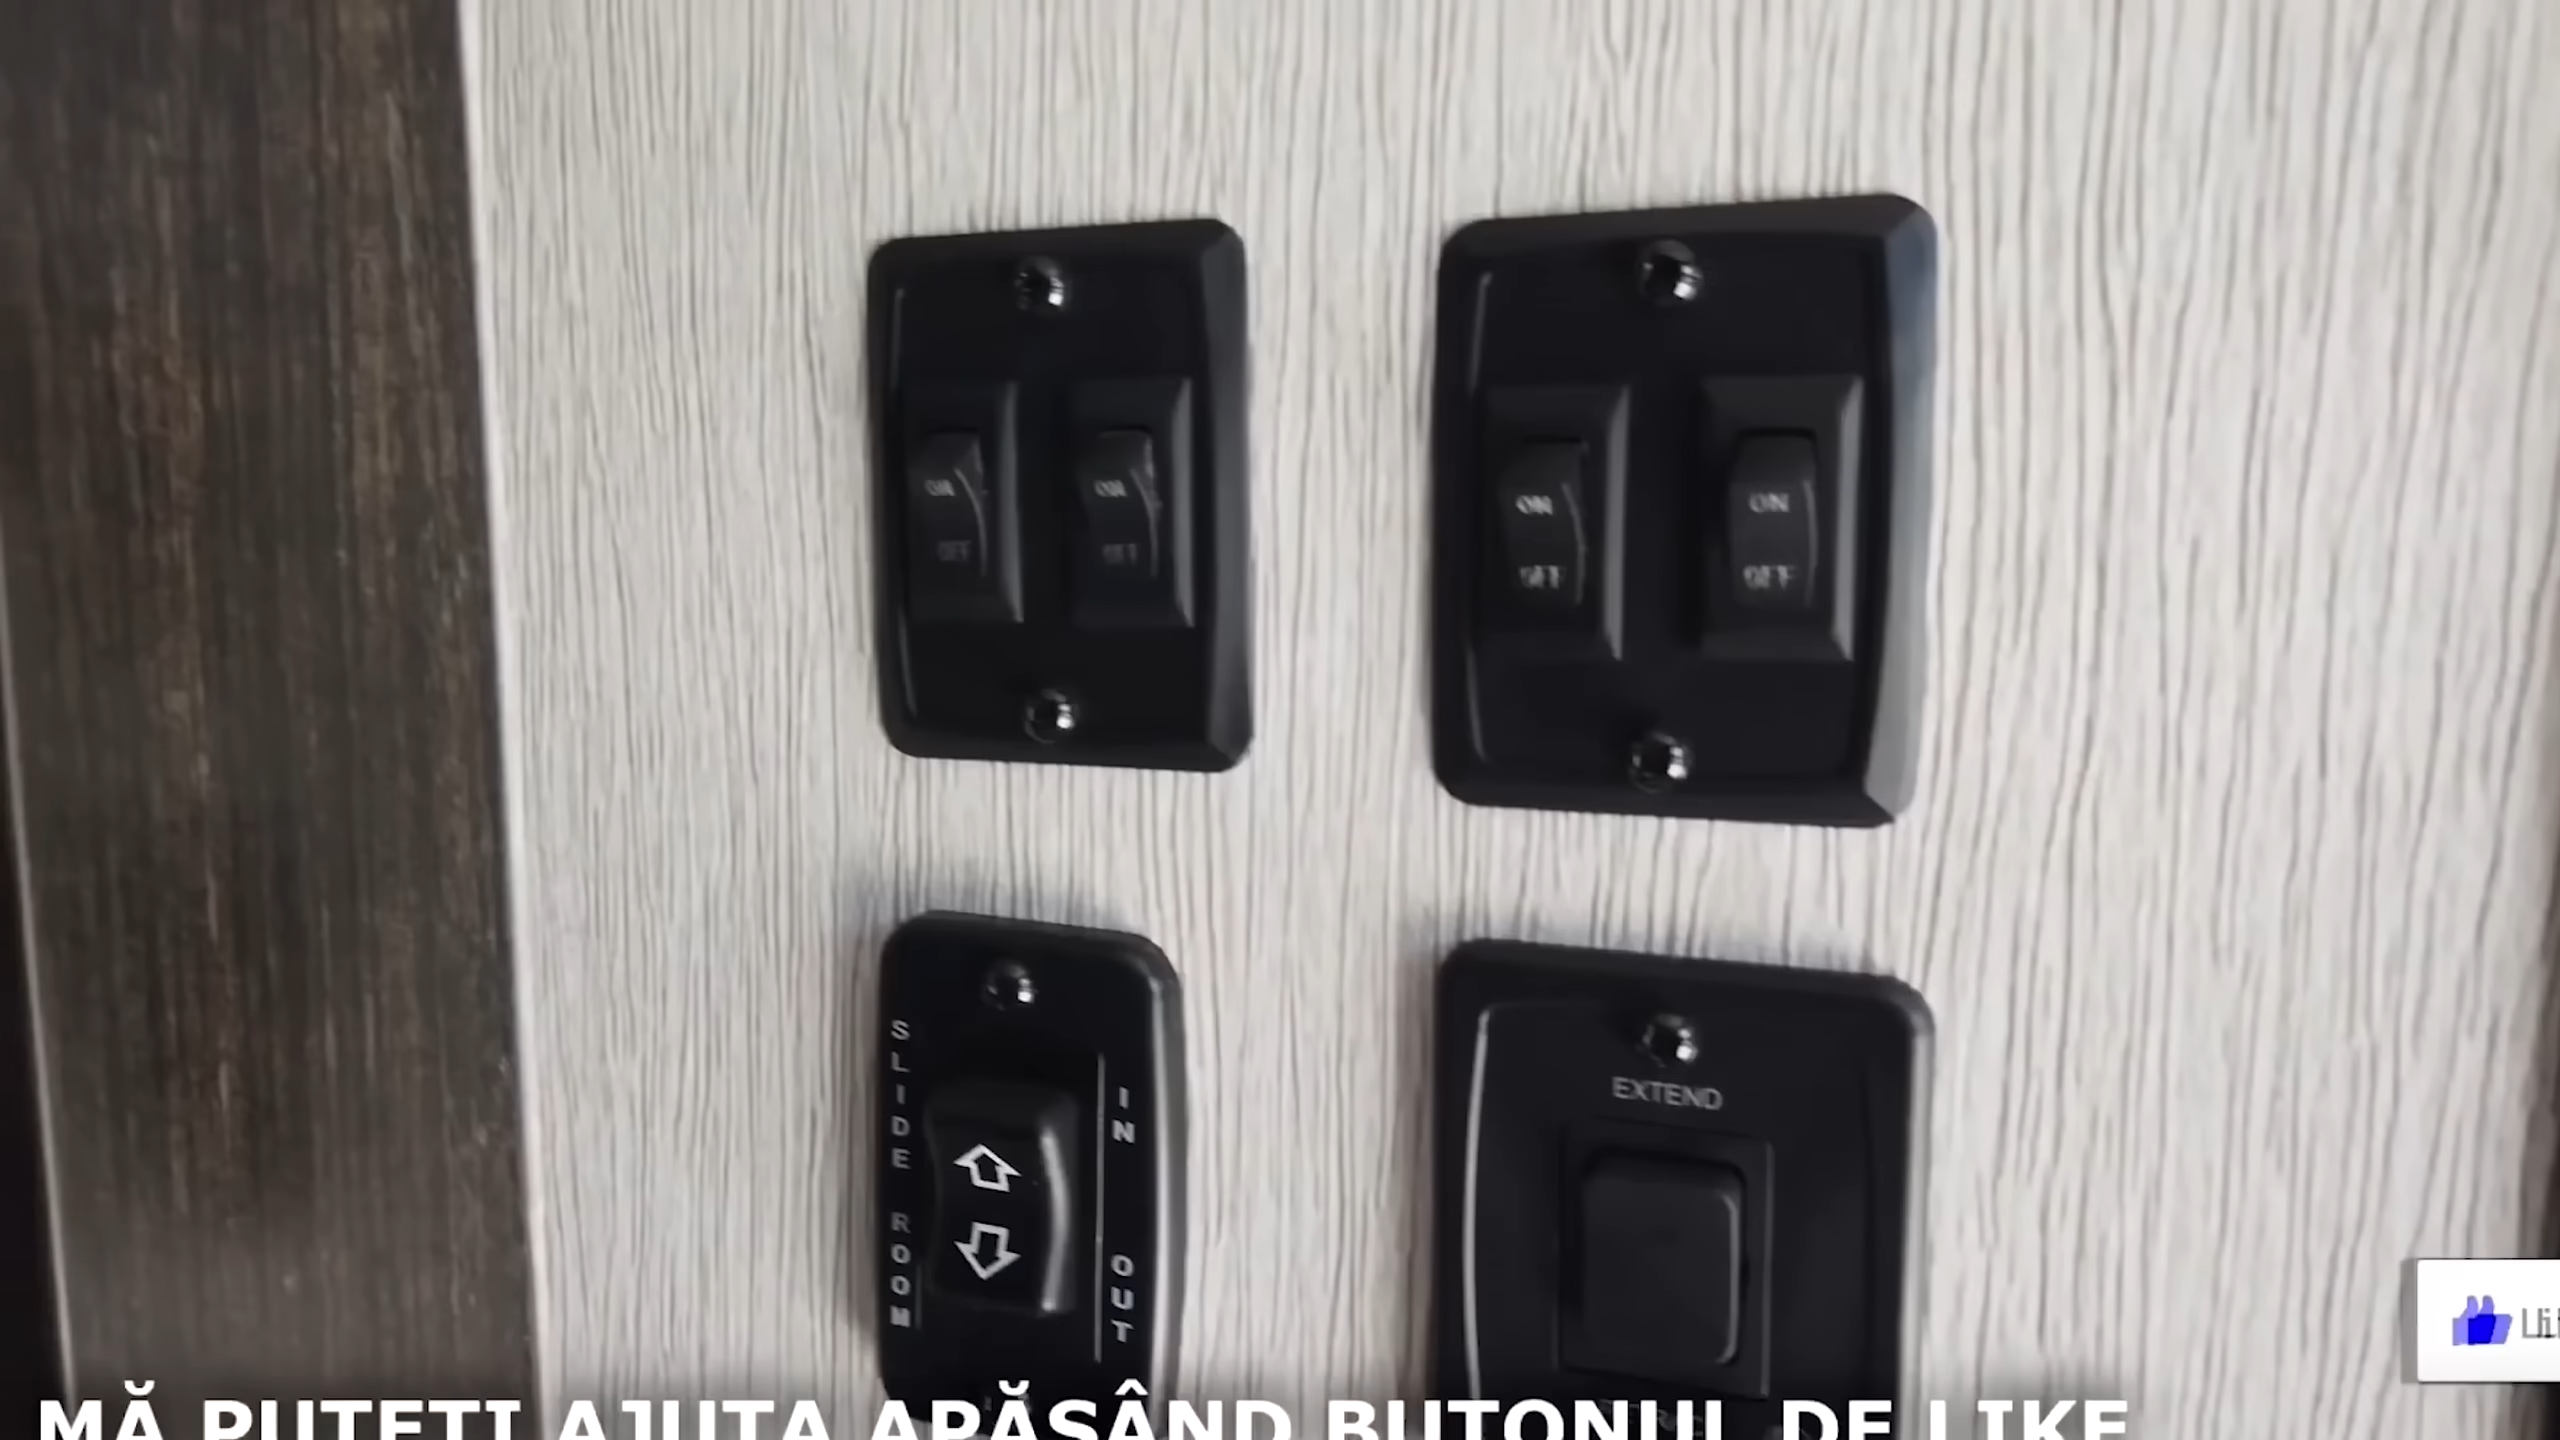 ON ON
OFF OFF
ON ON
OFF OFF
SLIDE ROOM
IN
OUT
EXTEND
MĂ PUTEȚI AJUTA APĂSÂND BUTONUL DE LIKE